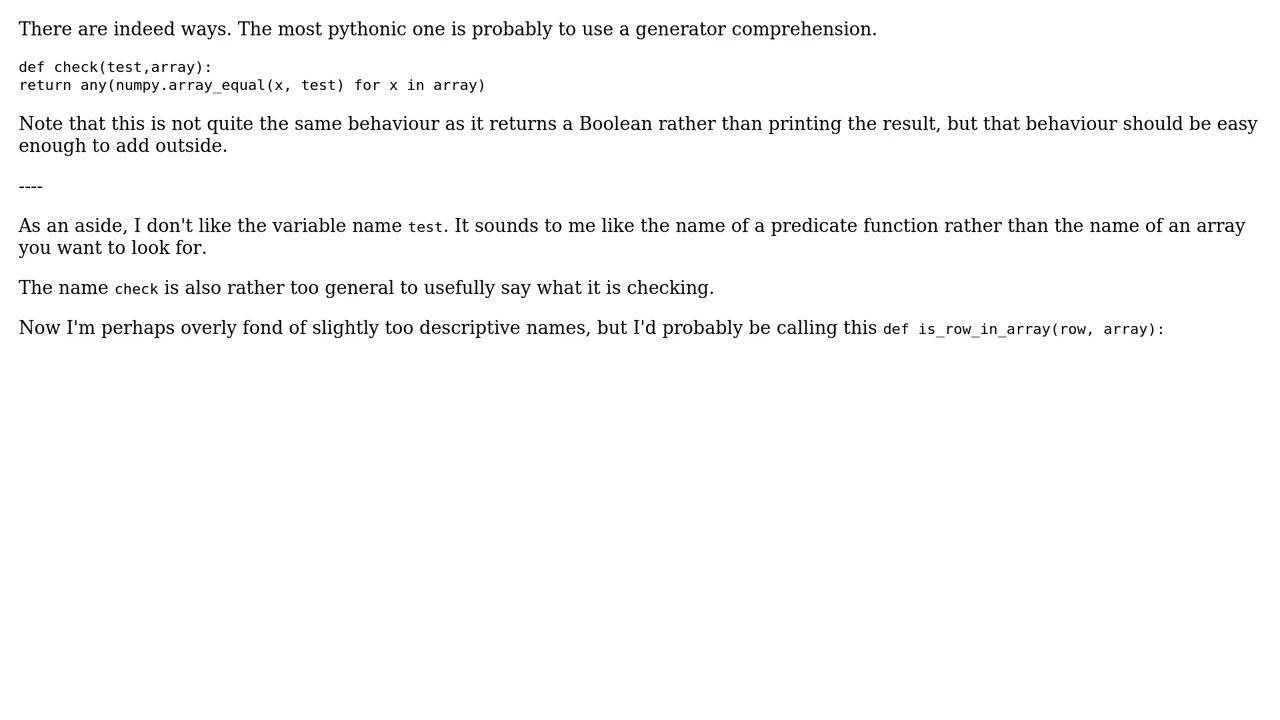 There are indeed ways. The most pythonic one is probably to use a generator comprehension.
def check(test,array):
return any(numpy.array_equal(x, test) for x in array)
Note that this is not quite the same behaviour as it returns a Boolean rather than printing the result, but that behaviour should be easy
enough to add outside.
----
As an aside, I don't like the variable name test. It sounds to me like the name of a predicate function rather than the name of an array
you want to look for.
The name check is also rather too general to usefully say what it is checking.
Now I'm perhaps overly fond of slightly too descriptive names, but I'd probably be calling this def is_row_in_array(row, array):